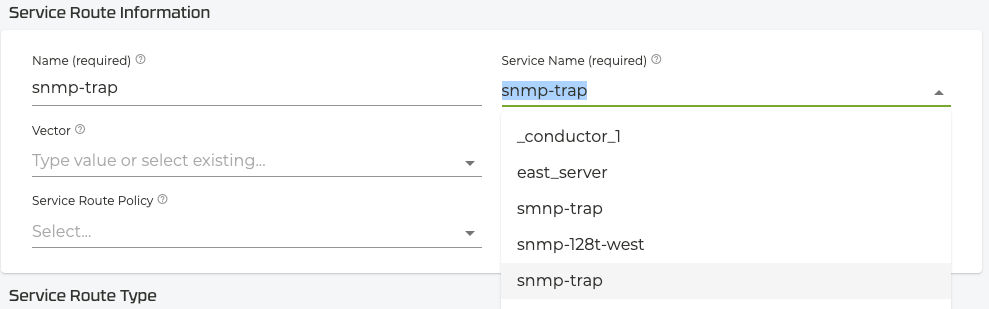 Service Route Information
Name (required)
snmp-trap
Service Name (required)
snmp-trap
Vector
Type value or select existing...
Service Route Policy
Select...
_conductor_1
east_server
smnp-trap
snmp-128t-west
snmp-trap
Service Route Type